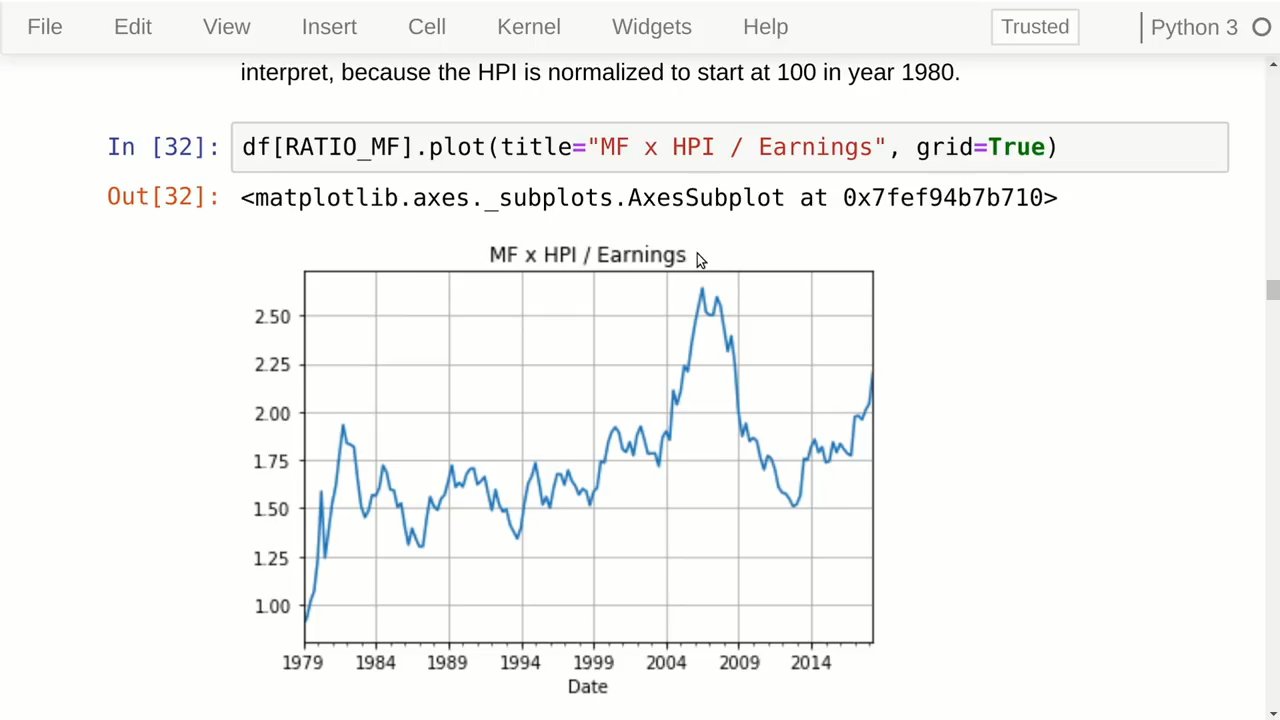 File Edit View Insert Cell Kernel Widgets Help Trusted Python 3
interpret, because the HPI is normalized to start at 100 in year 1980.
In [32]: df[RATIO_MF].plot(title="MF x HPI / Earnings", grid=True)
Out[32]: <matplotlib.axes._subplots.AxesSubplot at 0x7fef94b7b710>
MF x HPI / Earnings
2.50
2.25
2.00
1.75
1.50
1.25
1.00
1979 1984 1989 1994 1999 2004 2009 2014
Date